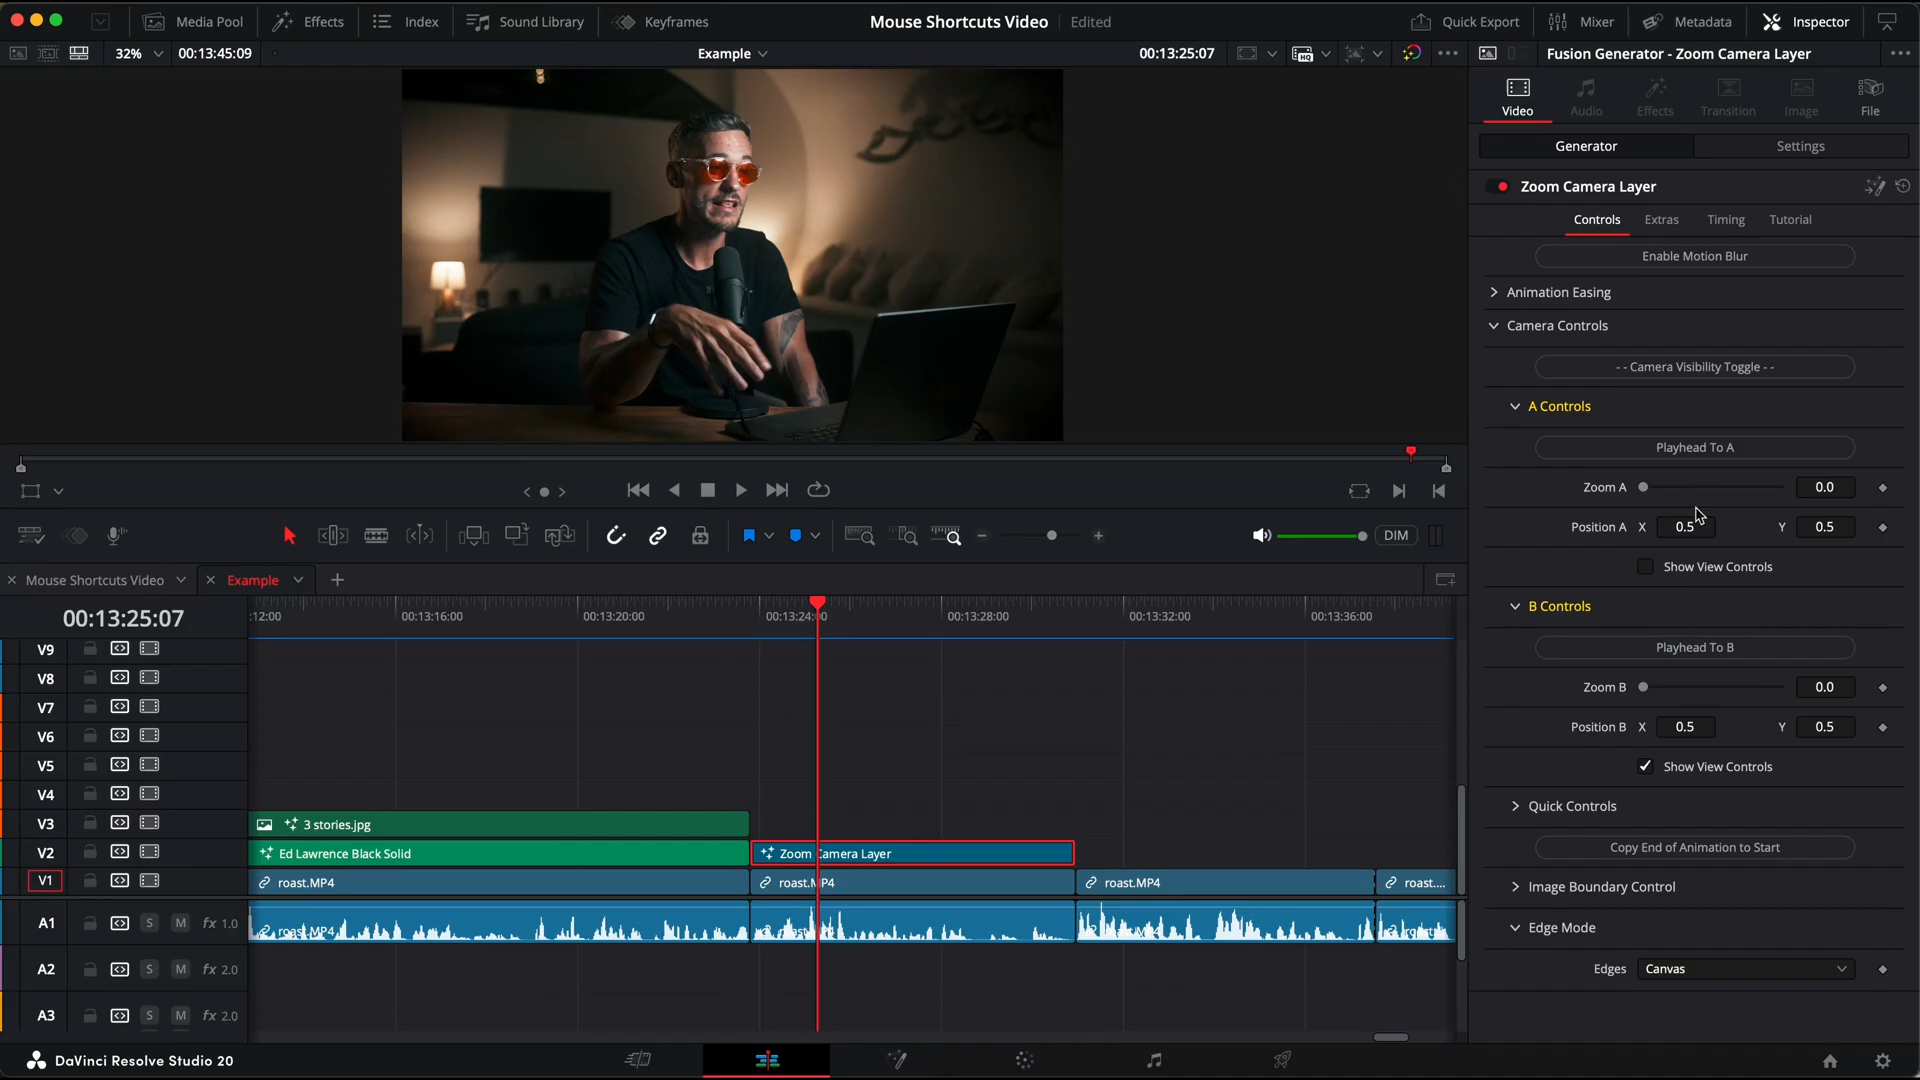 Media Pool
Effects
Index
Sound Library
Keyframes
Mouse Shortcuts Video
Edited
Quick Export
Mixer
Metadata
Inspector
32%
00:13:45:09
Example
00:13:25:07
Fusion Generator - Zoom Camera Layer
Video
Audio
Effects
Transition
Image
File
Generator
Settings
Zoom Camera Layer
Controls
Extras
Timing
Tutorial
Enable Motion Blur
Animation Easing
Camera Controls
- - Camera Visibility Toggle - -
A Controls
Playhead To A
Zoom A
0.0
Position A X 0.5 Y 0.5
Show View Controls
B Controls
Playhead To B
Zoom B
0.0
Position B X 0.5 Y 0.5
Show View Controls
Quick Controls
Copy End of Animation to Start
Image Boundary Control
Edge Mode
Edges
Canvas
DIM
Mouse Shortcuts Video
Example
00:13:25:07
:12:00
00:13:16:00
00:13:20:00
00:13:24:00
00:13:28:00
00:13:32:00
00:13:36:00
V9
V8
V7
V6
V5
V4
V3
3 stories.jpg
V2
Ed Lawrence Black Solid
Zoom Camera Layer
V1
roast.MP4
roast.MP4
roast.MP4
roast....
A1 S M fx 1.0
roast.MP4
A2 S M fx 2.0
A3 S M fx 2.0
DaVinci Resolve Studio 20